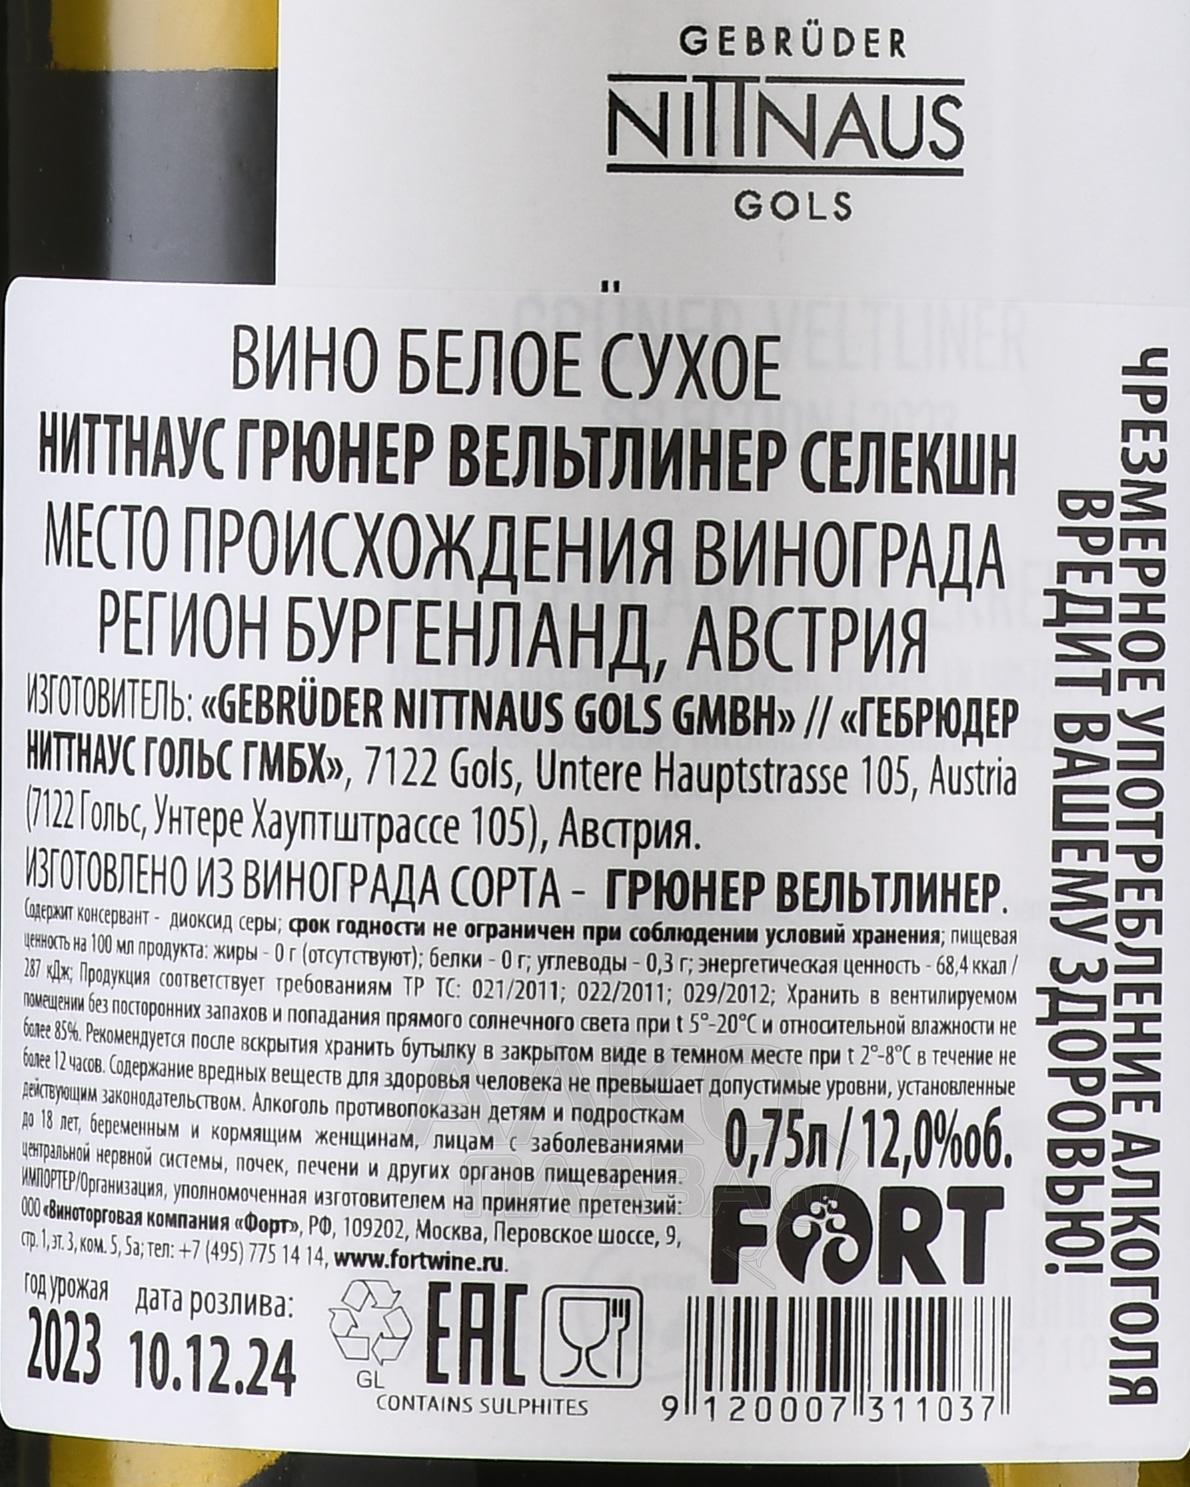 GEBRÜDER
NITTNAUS
GOLS
GRÜNER VELTLINER
ВИНО БЕЛОЕ СУХОЕ
НИТТНАУС ГРЮНЕР ВЕЛЬТЛИНЕР СЕЛЕКШН
МЕСТО ПРОИСХОЖДЕНИЯ ВИНОГРАДА
РЕГИОН БУРГЕНЛАНД, АВСТРИЯ
ИЗГОТОВИТЕЛЬ: «GEBRÜDER NITTNAUS GOLS GMBH» // «ГЕБРЮДЕР
НИТТНАУС ГОЛЬС ГМБХ», 7122 Gols, Untere Hauptstrasse 105, Austria
(7122 Гольс, Унтере Хауптштрассе 105), Австрия.
ИЗГОТОВЛЕНО ИЗ ВИНОГРАДА СОРТА - ГРЮНЕР ВЕЛЬТЛИНЕР.
Содержит консервант - диоксид серы; срок годности не ограничен при соблюдении условий хранения; пищевая
ценность на 100 мл продукта: жиры - 0 г (отсутствуют); белки - 0 г; углеводы - 0,3 г; энергетическая ценность - 68,4 ккал /
287 кДж; Продукция соответствует требованиям ТР ТС: 021/2011; 022/2011; 029/2012; Хранить в вентилируемом
помещении без посторонних запахов и попадания прямого солнечного света при t 5°-20°C и относительной влажности не
более 85%. Рекомендуется после вскрытия хранить бутылку в закрытом виде в темном месте при t 2°-8°C в течение не
более 12 часов. Содержание вредных веществ для здоровья человека не превышает допустимые уровни, установленные
действующим законодательством. Алкоголь противопоказан детям и подросткам
до 18 лет, беременным и кормящим женщинам, лицам с заболеваниями
центральной нервной системы, почек, печени и других органов пищеварения.
ИМПОРТЕР/Организация, уполномоченная изготовителем на принятие претензий:
ООО «Виноторговая компания «Форт», РФ, 109202, Москва, Перовское шоссе, 9,
стр. 1, эт. 3, ком. 5, 5а; тел: +7 (495) 775 14 14, www.fortwine.ru.
0,75л / 12,0%об.
FORT
год урожая
2023
дата розлива:
10.12.24
GL
EAC
CONTAINS SULPHITES
9 120007 311037
ЧРЕЗМЕРНОЕ УПОТРЕБЛЕНИЕ АЛКОГОЛЯ
ВРЕДИТ ВАШЕМУ ЗДОРОВЬЮ!